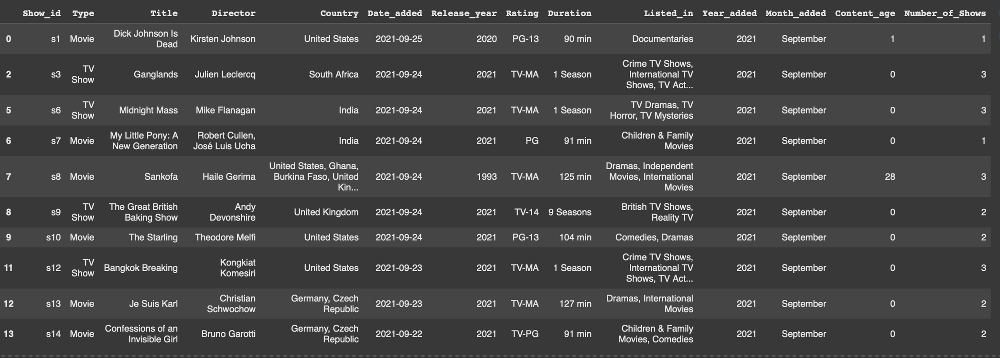 Show_id Type Title Director Country Date_added Release_year Rating Duration Listed_in Year_added Month_added Content_age Number_of_Shows
0 s1 Movie Dick Johnson Is Dead Kirsten Johnson United States 2021-09-25 2020 PG-13 90 min Documentaries 2021 September 1 1
2 s3 TV Show Ganglands Julien Leclercq South Africa 2021-09-24 2021 TV-MA 1 Season Crime TV Shows, International TV Shows, TV Act... 2021 September 0 3
5 s6 TV Show Midnight Mass Mike Flanagan India 2021-09-24 2021 TV-MA 1 Season TV Dramas, TV Horror, TV Mysteries 2021 September 0 3
6 s7 Movie My Little Pony: A New Generation Robert Cullen, José Luis Ucha India 2021-09-24 2021 PG 91 min Children & Family Movies 2021 September 0 1
7 s8 Movie Sankofa Haile Gerima United States, Ghana, Burkina Faso, United Kin... 2021-09-24 1993 TV-MA 125 min Dramas, Independent Movies, International Movies 2021 September 28 3
8 s9 TV Show The Great British Baking Show Andy Devonshire United Kingdom 2021-09-24 2021 TV-14 9 Seasons British TV Shows, Reality TV 2021 September 0 2
9 s10 Movie The Starling Theodore Melfi United States 2021-09-24 2021 PG-13 104 min Comedies, Dramas 2021 September 0 2
11 s12 TV Show Bangkok Breaking Kongkiat Komesiri United States 2021-09-23 2021 TV-MA 1 Season Crime TV Shows, International TV Shows, TV Act... 2021 September 0 3
12 s13 Movie Je Suis Karl Christian Schwochow Germany, Czech Republic 2021-09-23 2021 TV-MA 127 min Dramas, International Movies 2021 September 0 2
13 s14 Movie Confessions of an Invisible Girl Bruno Garotti Germany, Czech Republic 2021-09-22 2021 TV-PG 91 min Children & Family Movies, Comedies 2021 September 0 2